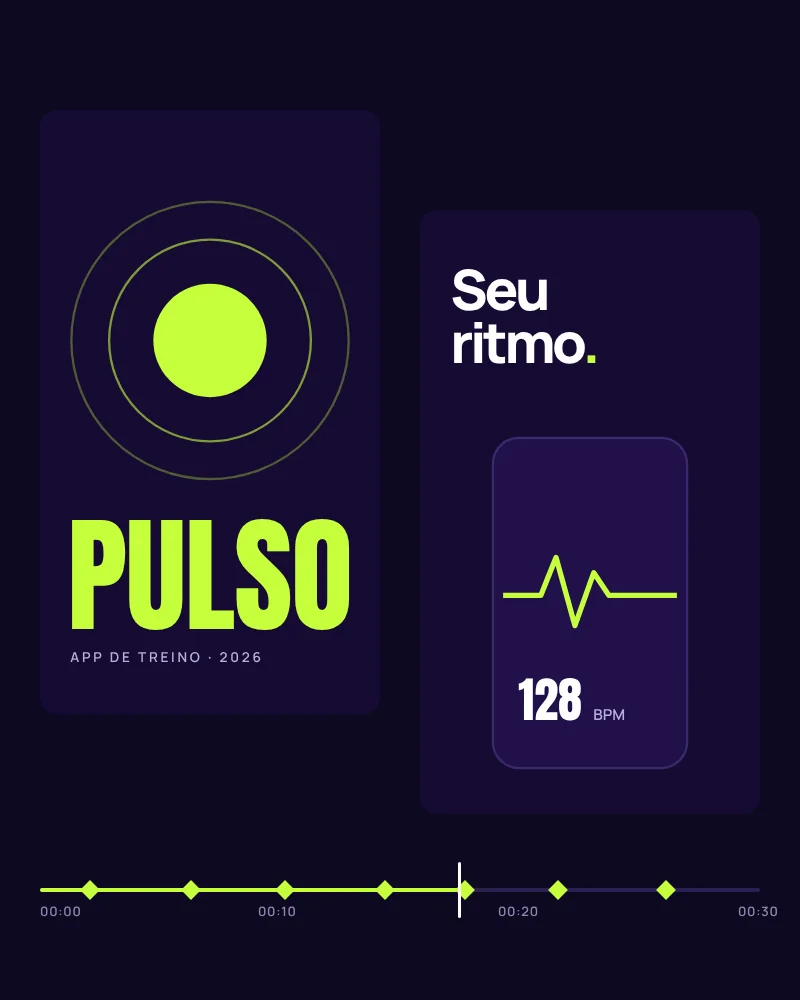 PULSO
APP DE TREINO · 2026
Seu
ritmo.
128 BPM
00:00 00:10 00:20 00:30